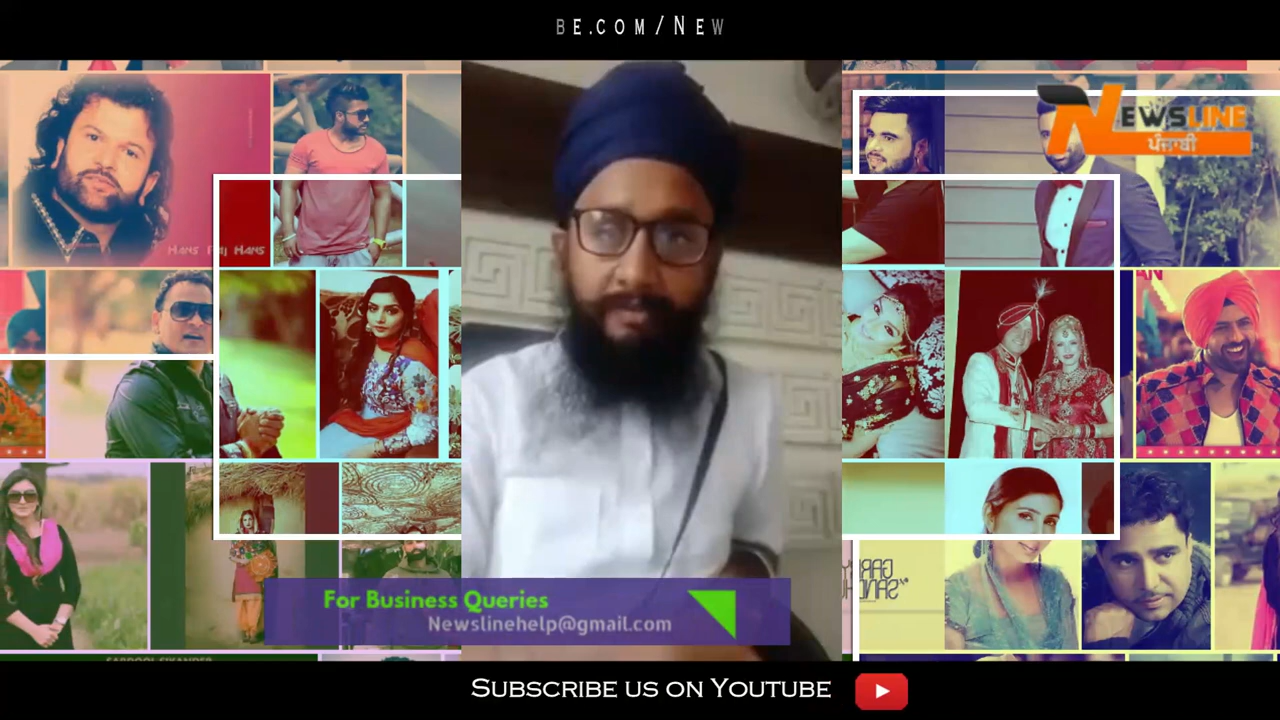 BE.COM/NEW
NEWSLINE
ਪੰਜਾਬੀ
HANS RAJ HANS
For Business Queries
Newslinehelp@gmail.com
SUBSCRIBE US ON YOUTUBE